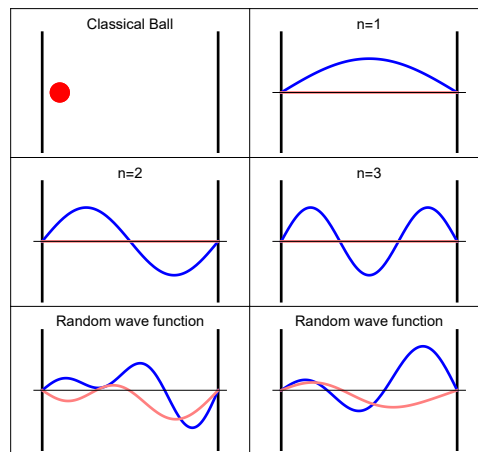 Classical Ball
n=1
n=2
n=3
Random wave function
Random wave function